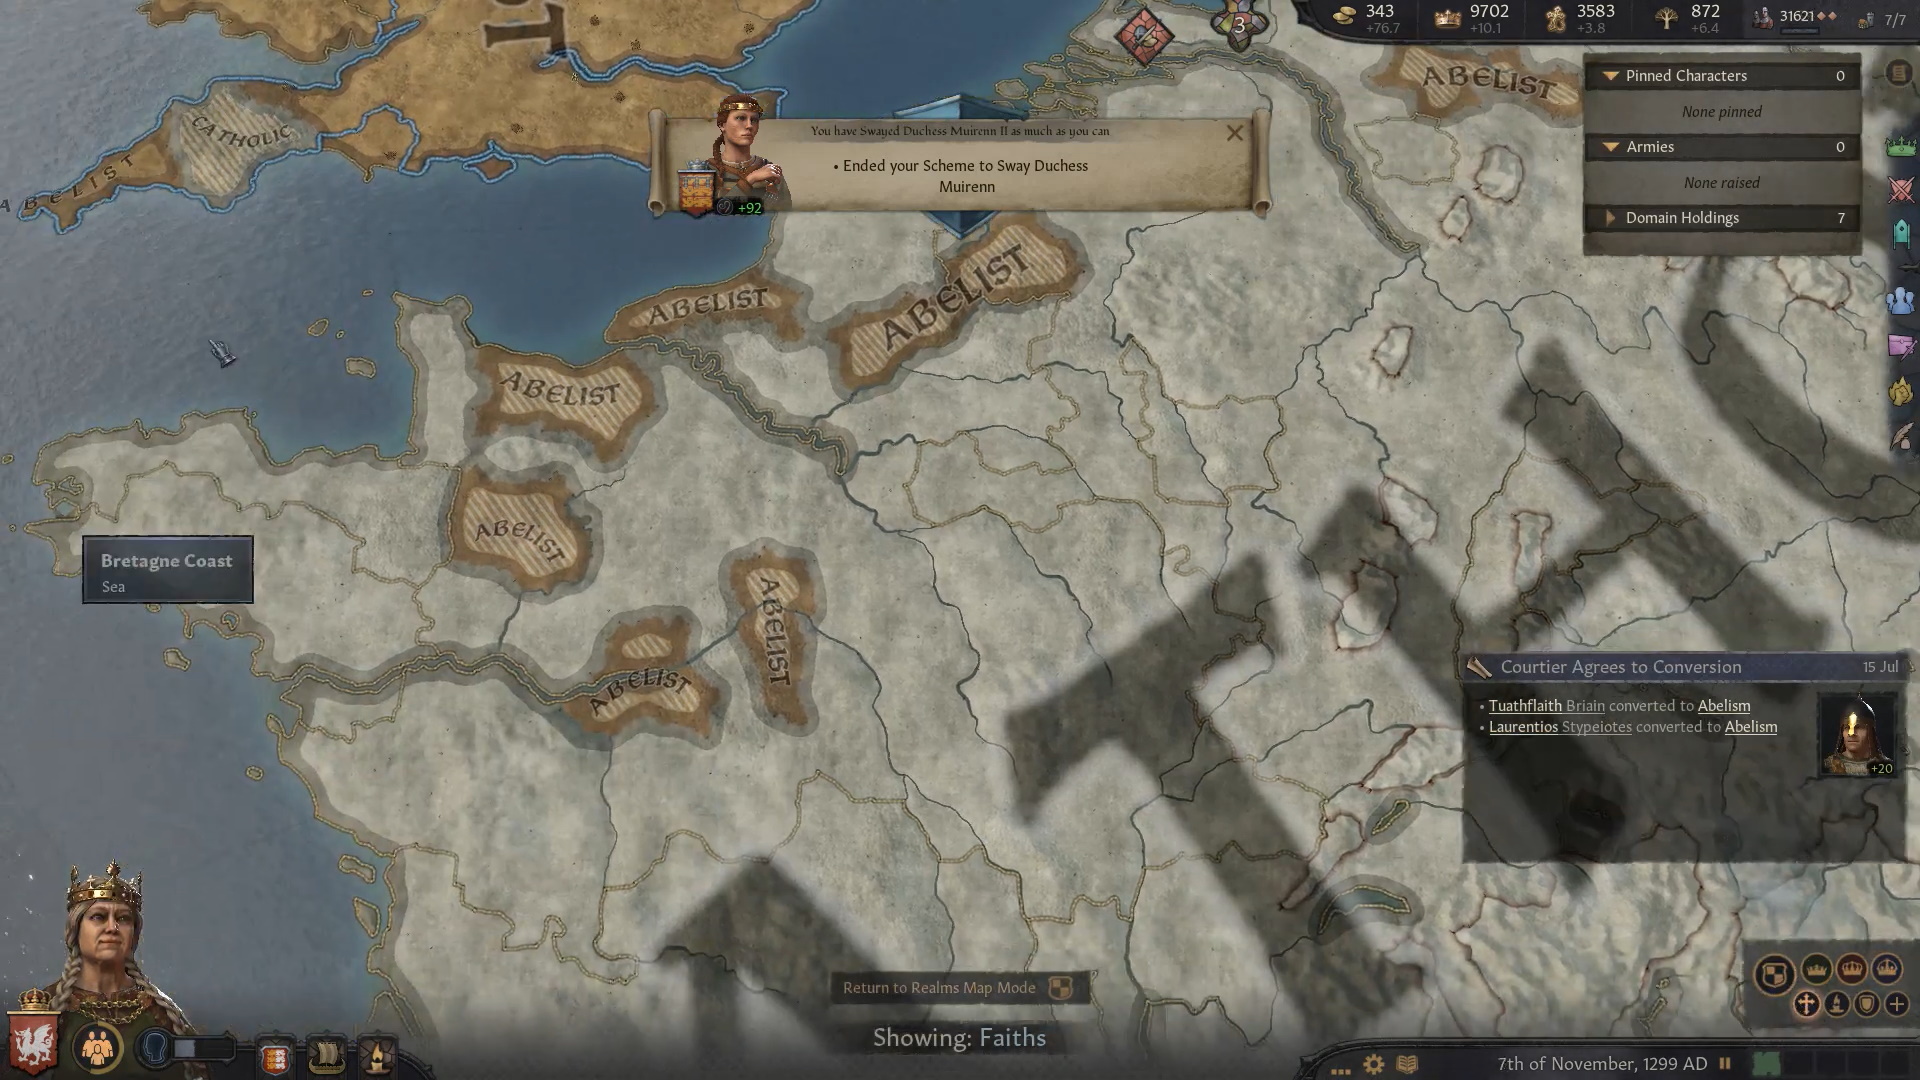 343
+76.7
9702
+10.1
3583
+3.8
872
+6.4
31621
7/7
3
Pinned Characters 0
None pinned
Armies 0
None raised
Domain Holdings 7
You have Swayed Duchess Muirenn II as much as you can
• Ended your Scheme to Sway Duchess
Muirenn
+92
CATHOLIC
ABELIST
ABELIST
ABELIST
ABELIST
ABELIST
ABELIST
ABELIST
ABELIST
Bretagne Coast
Sea
Courtier Agrees to Conversion 15 Jul
• Tuathflaith Briain converted to Abelism
• Laurentios Stypeiotes converted to Abelism
+20
Return to Realms Map Mode
Showing: Faiths
7th of November, 1299 AD